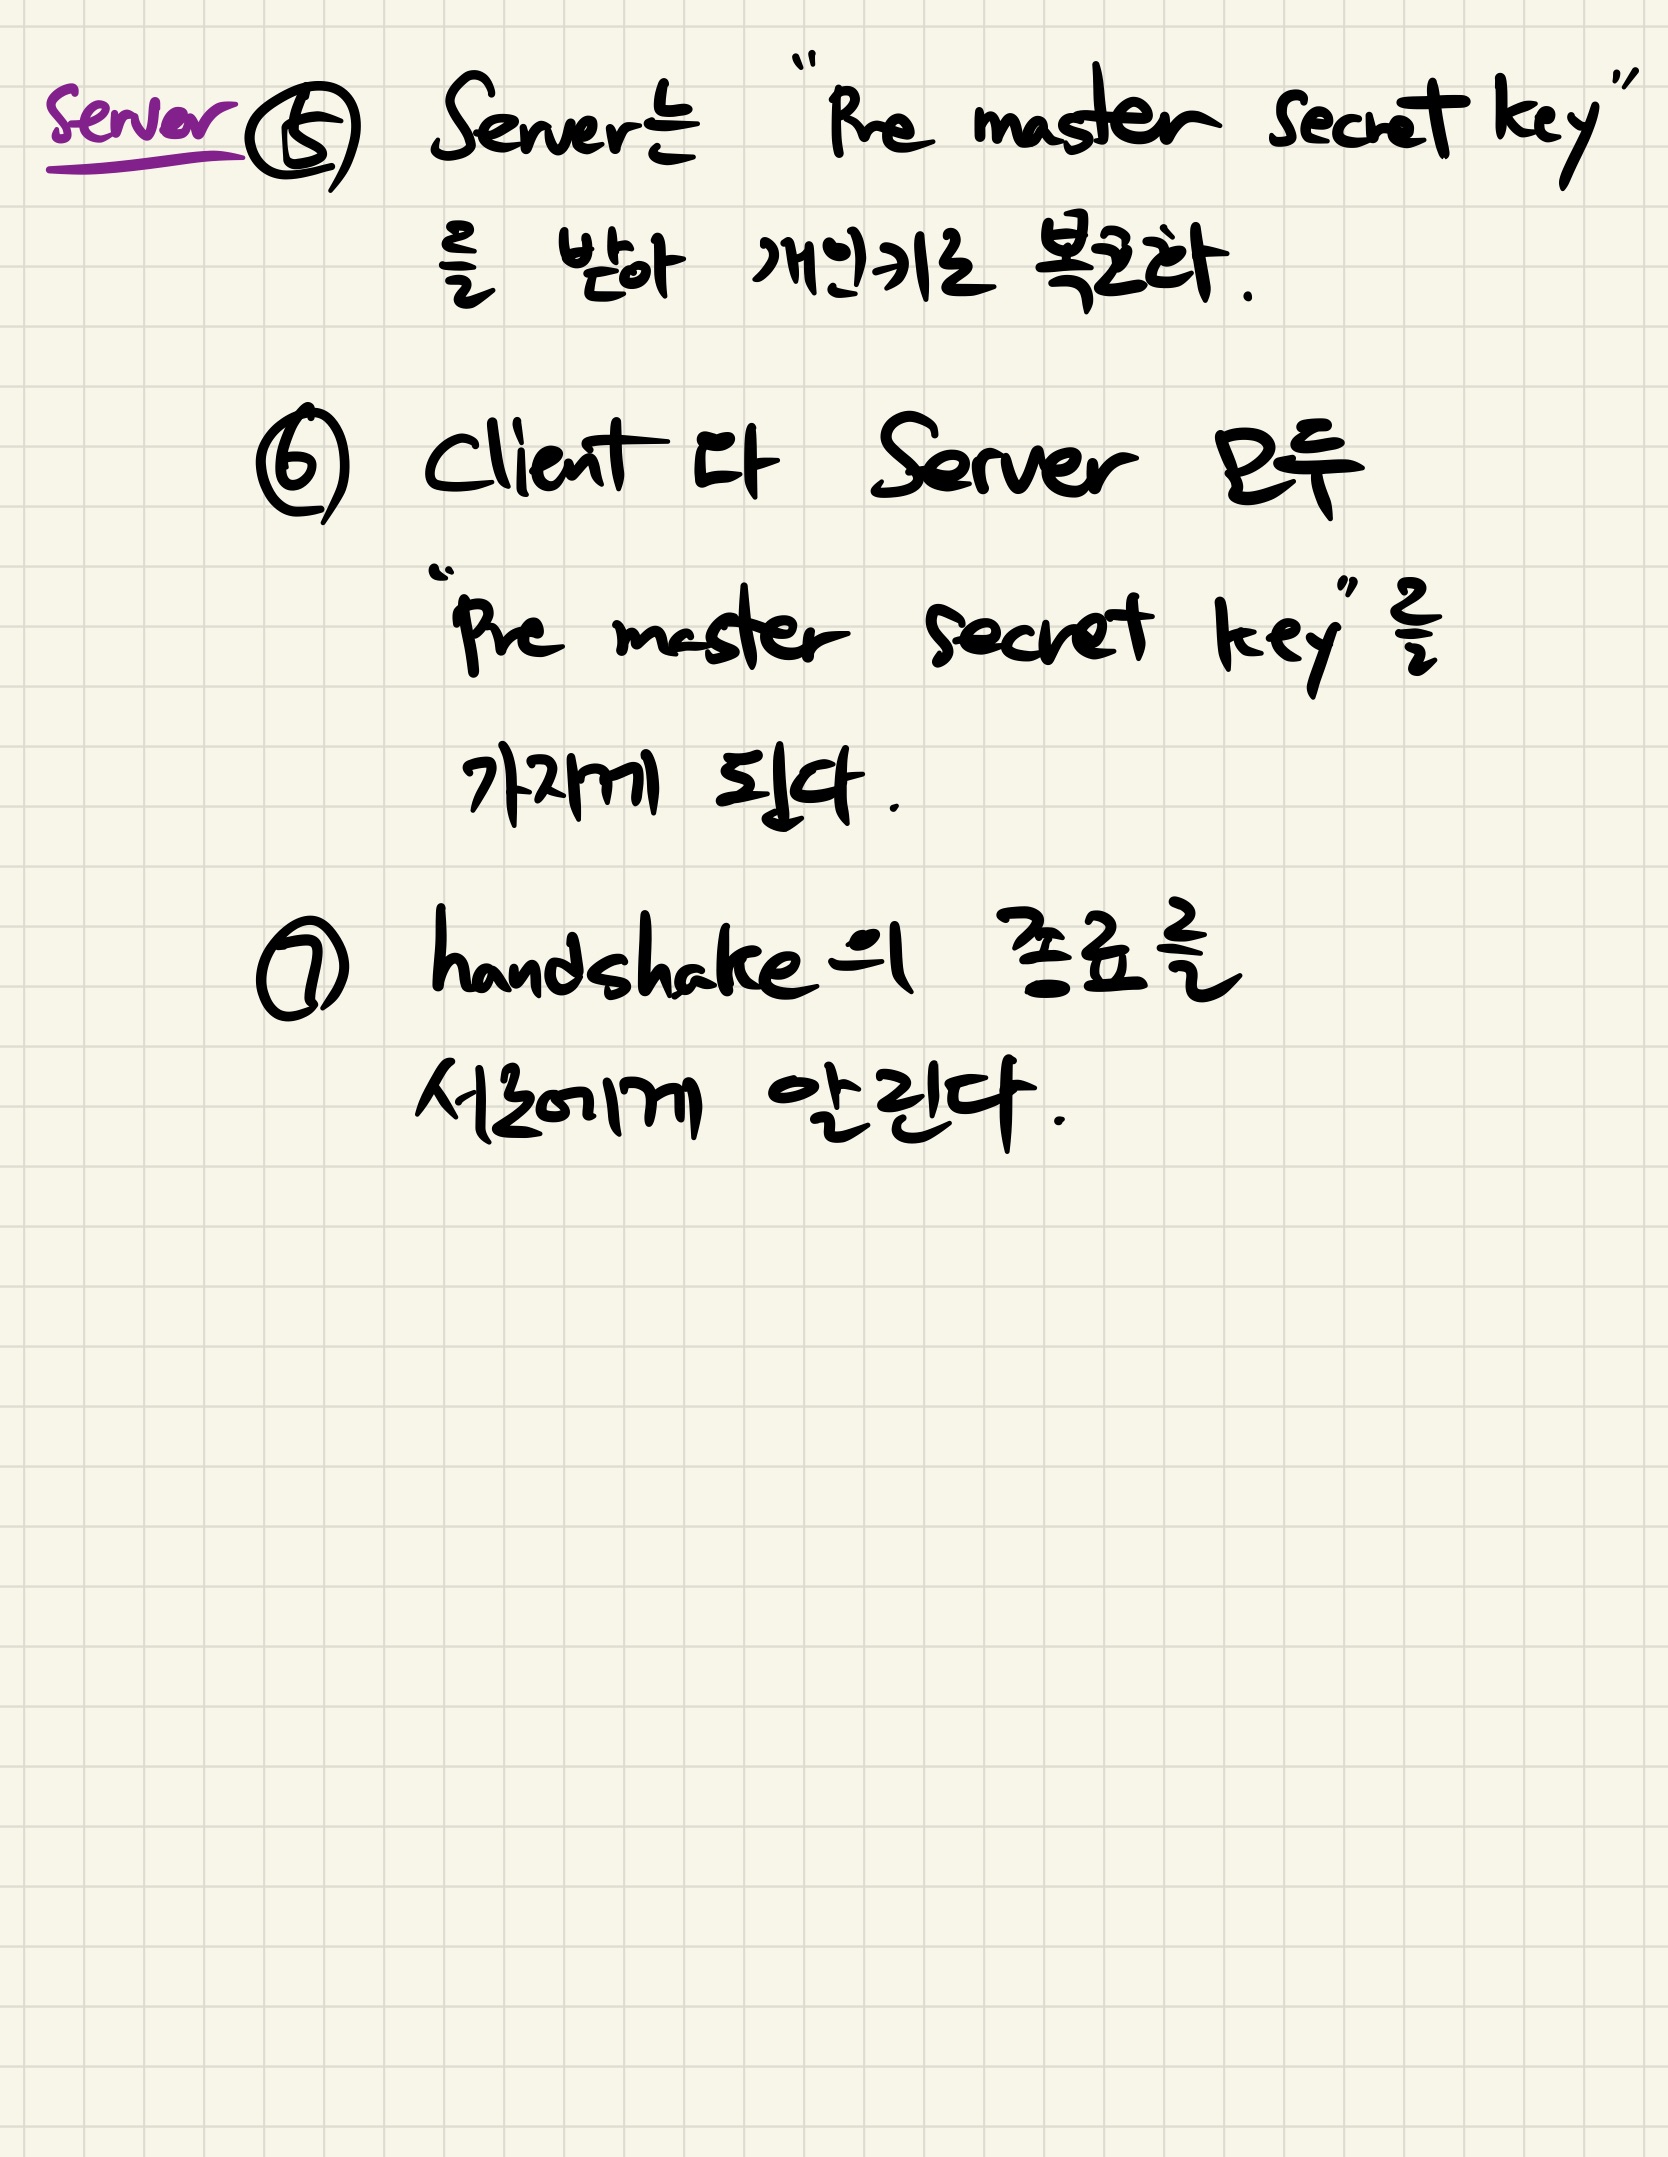 Server ⑤ Server는 "Pre master secret key"
를 받아 개인키로 복호화.
⑥ Client 다 Server 모두
"Pre master secret key"를
가지게 된다.
⑦ handshake의 종료를
서로에게 알린다.